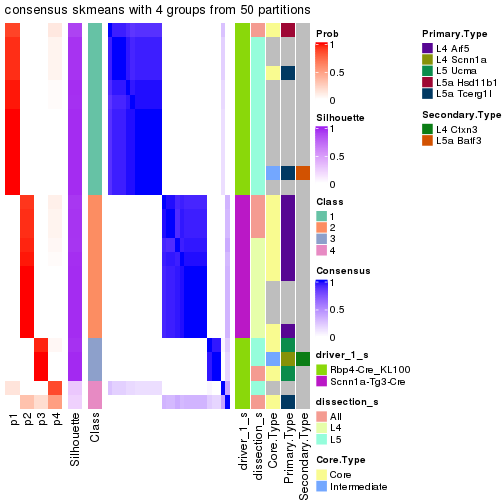 consensus skmeans with 4 groups from 50 partitions
Prob
1
0.5
0
Silhouette
1
0.5
0
Class
1
2
3
4
Consensus
1
0.5
0
driver_1_s
Rbp4-Cre_KL100
Scnn1a-Tg3-Cre
dissection_s
All
L4
L5
Core.Type
Core
Intermediate
Primary.Type
L4 Arf5
L4 Scnn1a
L5 Ucma
L5a Hsd11b1
L5a Tcerg1l
Secondary.Type
L4 Ctxn3
L5a Batf3
p1
p2
p3
p4
Silhouette
Class
driver_1_s
dissection_s
Core.Type
Primary.Type
Secondary.Type